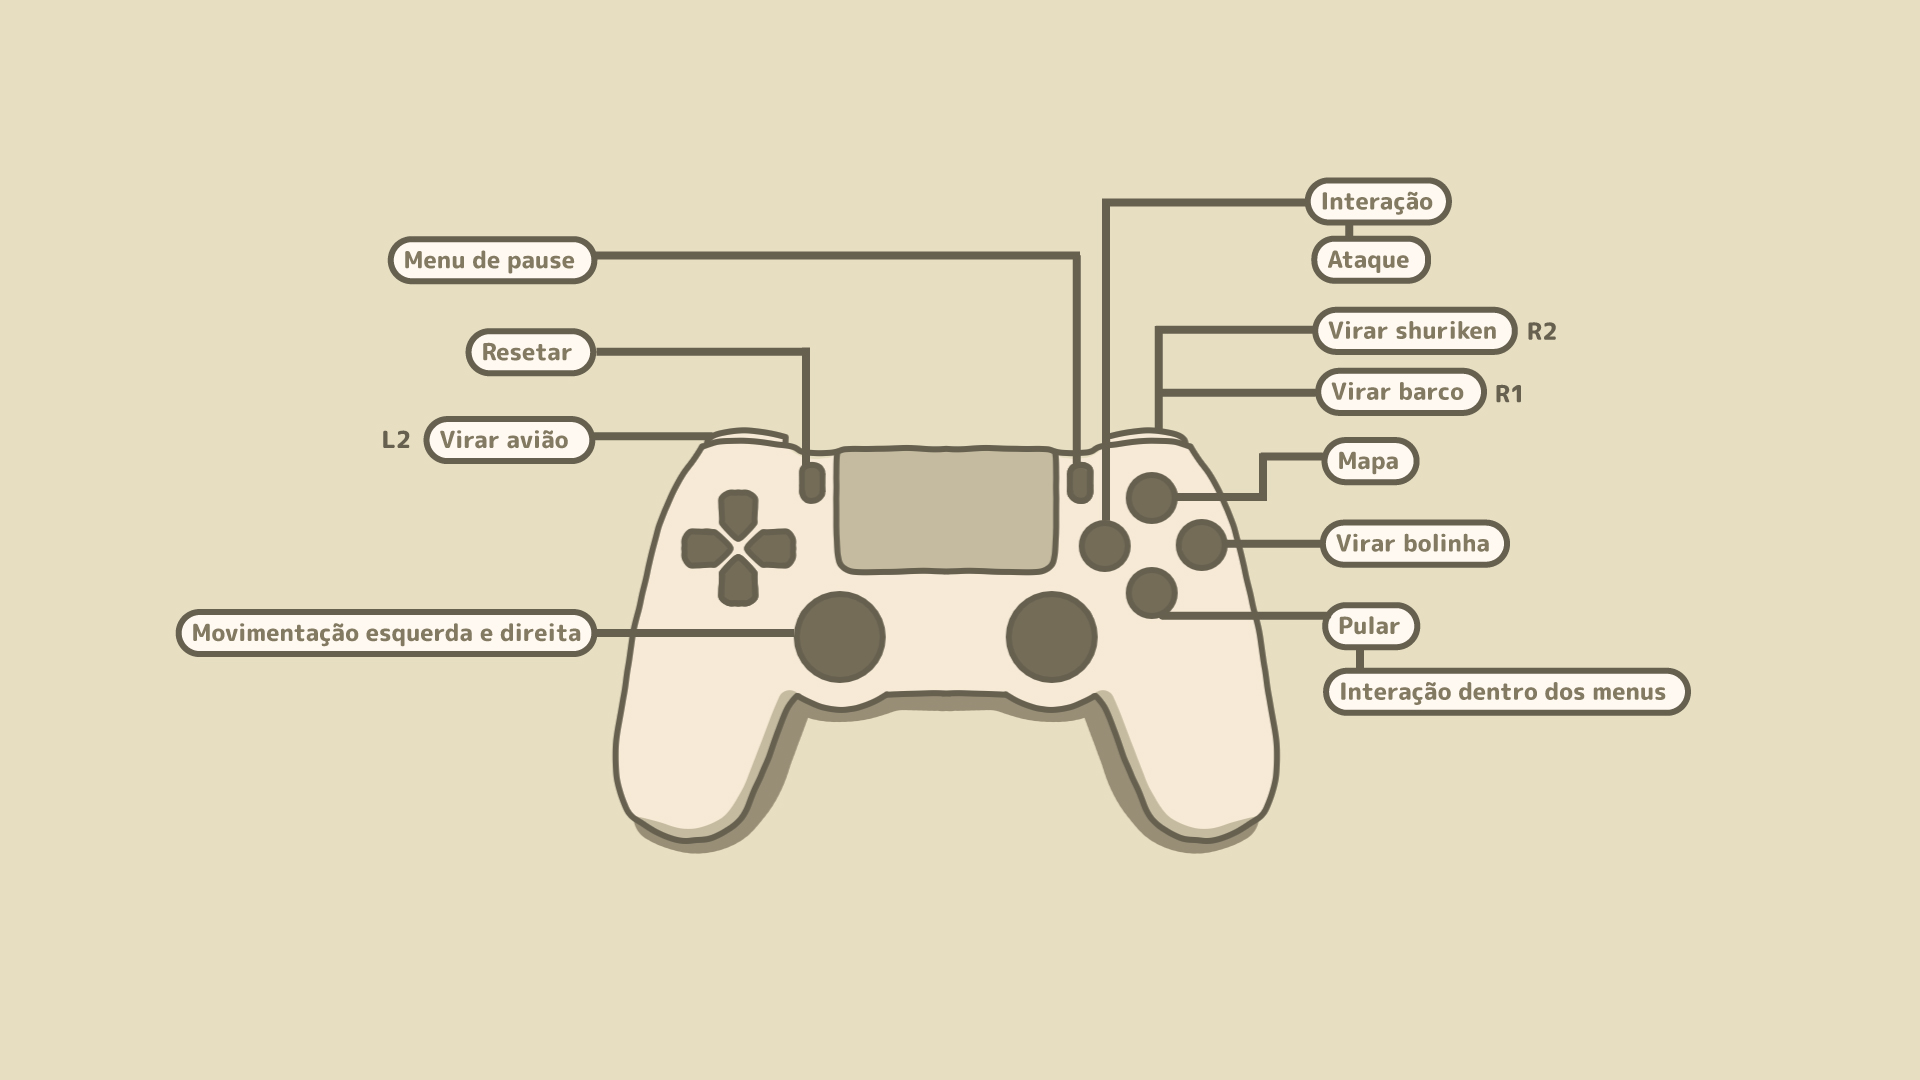 Menu de pause
Resetar
L2 Virar avião
Movimentação esquerda e direita
Interação
Ataque
Virar shuriken R2
Virar barco R1
Mapa
Virar bolinha
Pular
Interação dentro dos menus